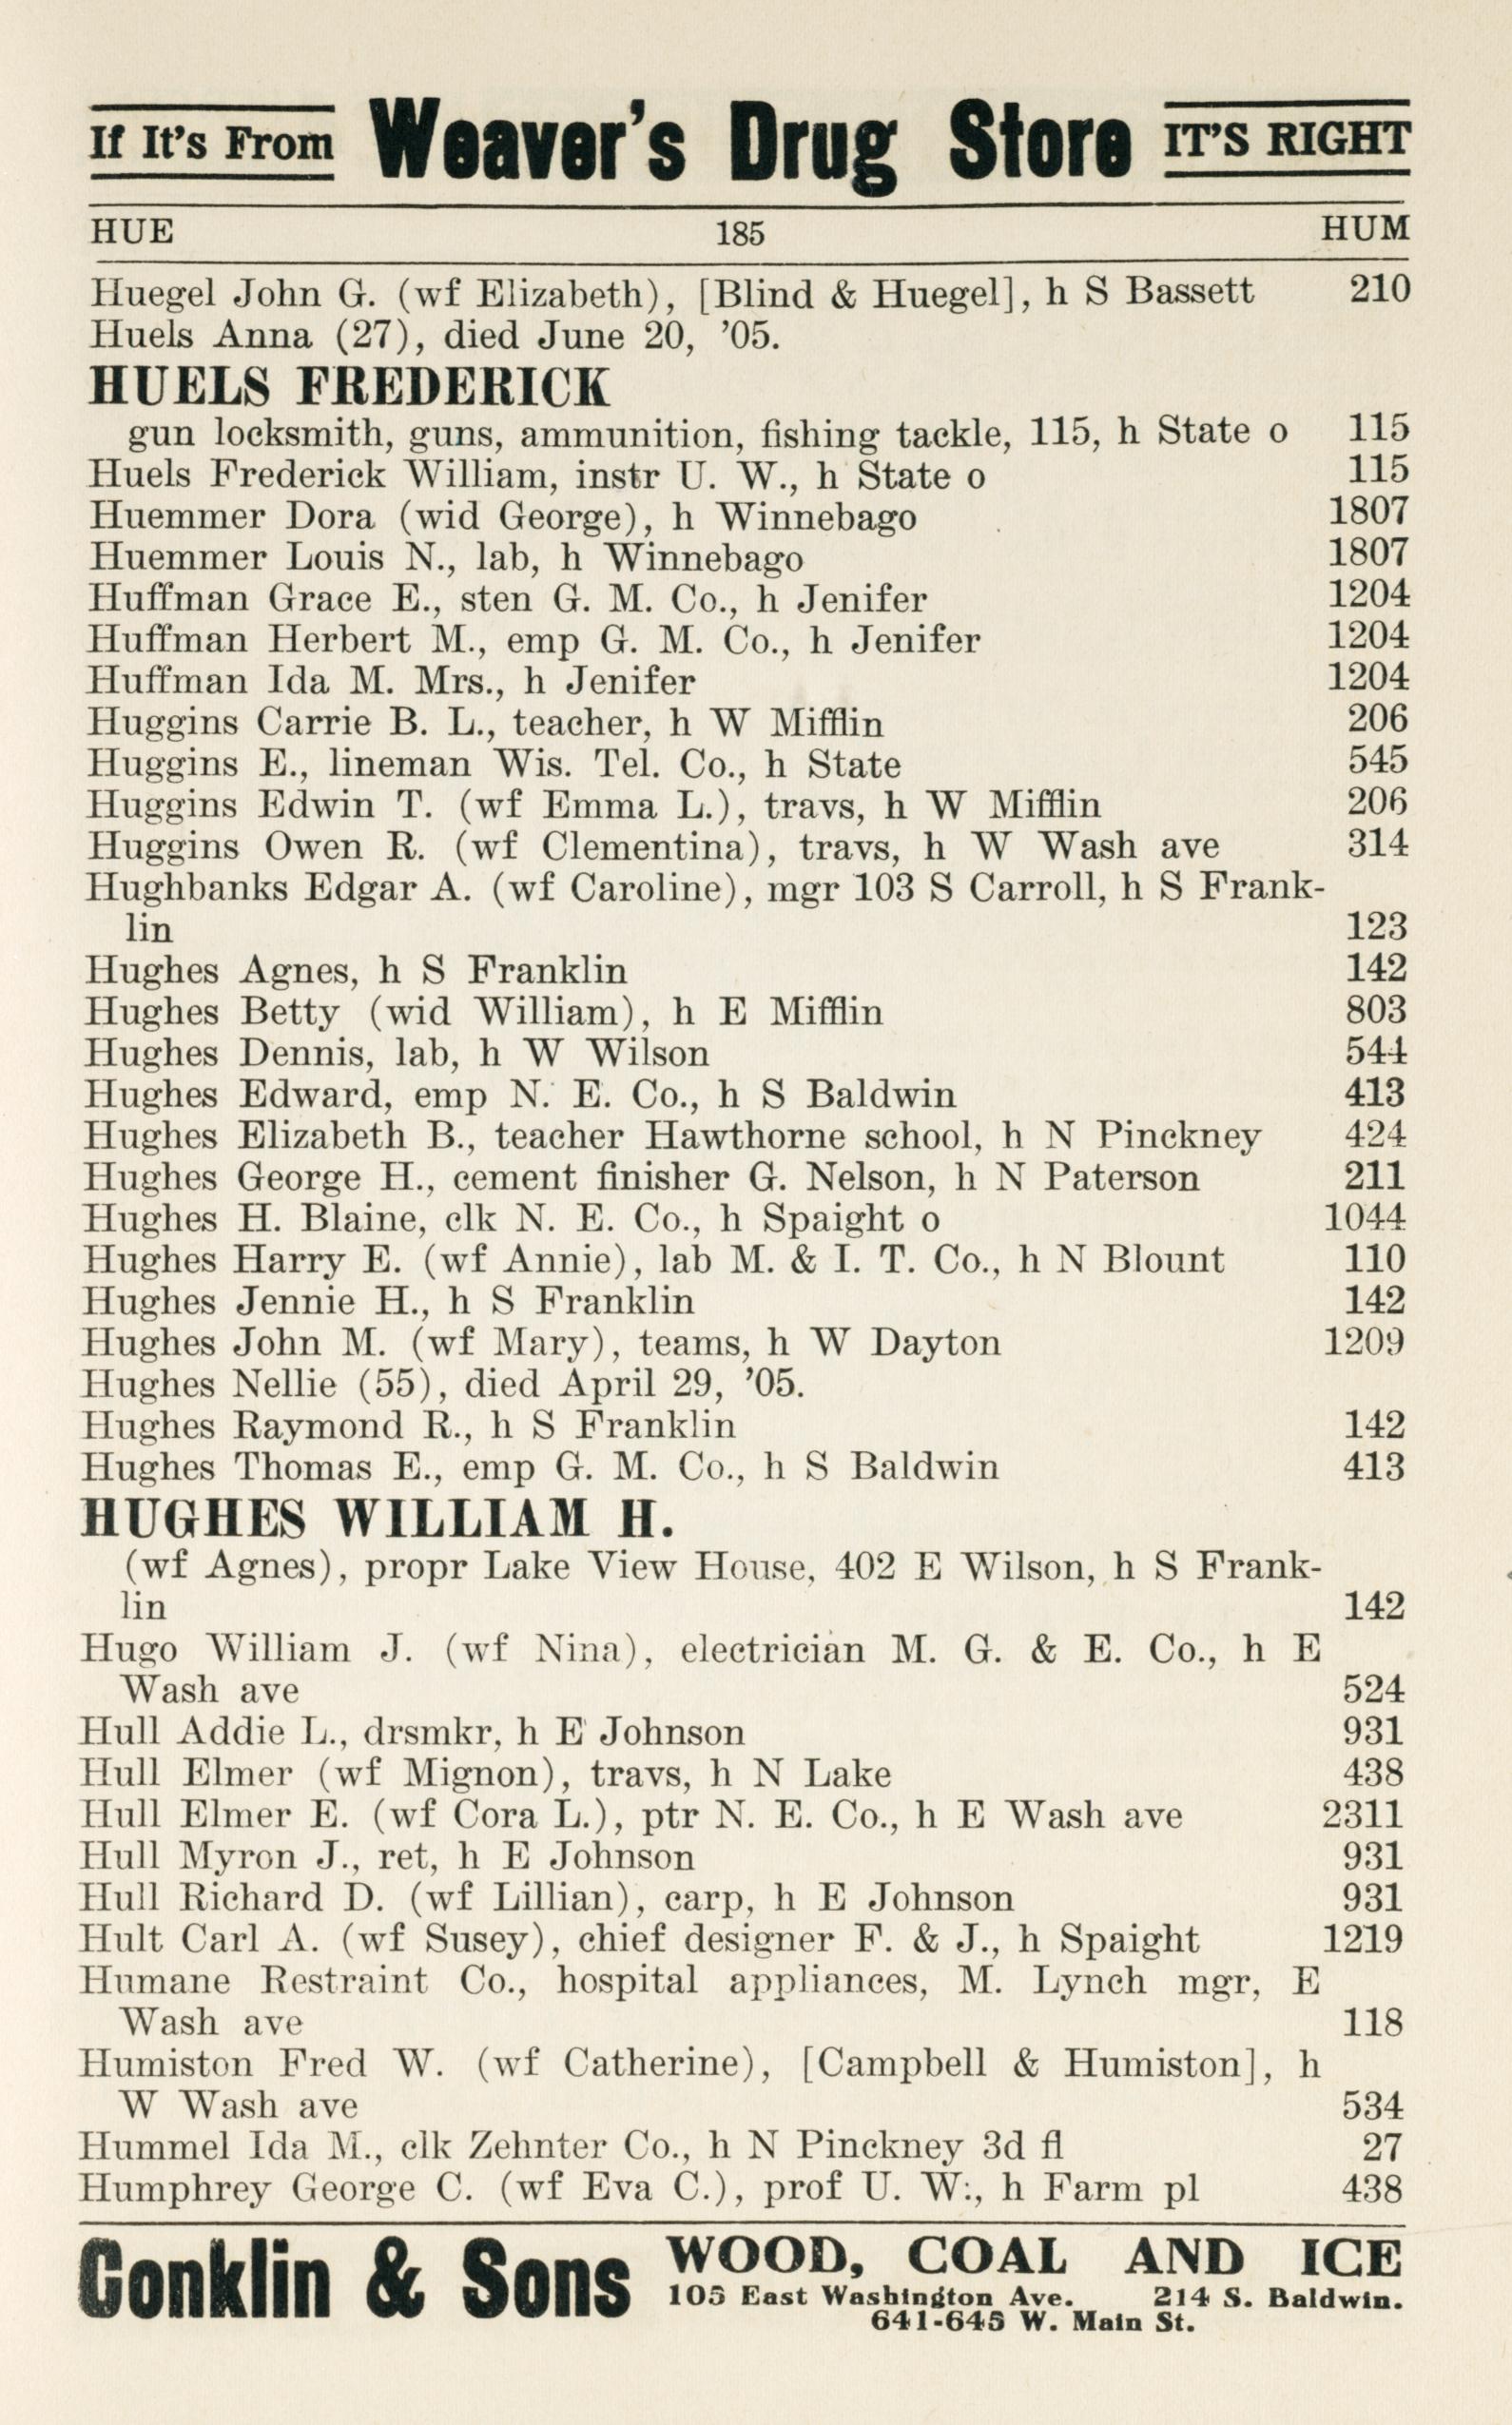 If It's From Weaver's Drug Store IT'S RIGHT
HUE 185 HUM
Huegel John G. (wf Elizabeth), [Blind & Huegel], h S Bassett 210
Huels Anna (27), died June 20, '05.
HUELS FREDERICK
gun locksmith, guns, ammunition, fishing tackle, 115, h State o 115
Huels Frederick William, instr U. W., h State o 115
Huemmer Dora (wid George), h Winnebago 1807
Huemmer Louis N., lab, h Winnebago 1807
Huffman Grace E., sten G. M. Co., h Jenifer 1204
Huffman Herbert M., emp G. M. Co., h Jenifer 1204
Huffman Ida M. Mrs., h Jenifer 1204
Huggins Carrie B. L., teacher, h W Mifflin 206
Huggins E., lineman Wis. Tel. Co., h State 545
Huggins Edwin T. (wf Emma L.), travs, h W Mifflin 206
Huggins Owen R. (wf Clementina), travs, h W Wash ave 314
Hughbanks Edgar A. (wf Caroline), mgr 103 S Carroll, h S Frank-
lin 123
Hughes Agnes, h S Franklin 142
Hughes Betty (wid William), h E Mifflin 803
Hughes Dennis, lab, h W Wilson 544
Hughes Edward, emp N. E. Co., h S Baldwin 413
Hughes Elizabeth B., teacher Hawthorne school, h N Pinckney 424
Hughes George H., cement finisher G. Nelson, h N Paterson 211
Hughes H. Blaine, clk N. E. Co., h Spaight o 1044
Hughes Harry E. (wf Annie), lab M. & I. T. Co., h N Blount 110
Hughes Jennie H., h S Franklin 142
Hughes John M. (wf Mary), teams, h W Dayton 1209
Hughes Nellie (55), died April 29, '05.
Hughes Raymond R., h S Franklin 142
Hughes Thomas E., emp G. M. Co., h S Baldwin 413
HUGHES WILLIAM H.
(wf Agnes), propr Lake View House, 402 E Wilson, h S Frank-
lin 142
Hugo William J. (wf Nina), electrician M. G. & E. Co., h E
Wash ave 524
Hull Addie L., drsmkr, h E Johnson 931
Hull Elmer (wf Mignon), travs, h N Lake 438
Hull Elmer E. (wf Cora L.), ptr N. E. Co., h E Wash ave 2311
Hull Myron J., ret, h E Johnson 931
Hull Richard D. (wf Lillian), carp, h E Johnson 931
Hult Carl A. (wf Susey), chief designer F. & J., h Spaight 1219
Humane Restraint Co., hospital appliances, M. Lynch mgr, E
Wash ave 118
Humiston Fred W. (wf Catherine), [Campbell & Humiston], h
W Wash ave 534
Hummel Ida M., clk Zehnter Co., h N Pinckney 3d fl 27
Humphrey George C. (wf Eva C.), prof U. W., h Farm pl 438
Conklin & Sons WOOD, COAL AND ICE
105 East Washington Ave. 214 S. Baldwin.
641-645 W. Main St.